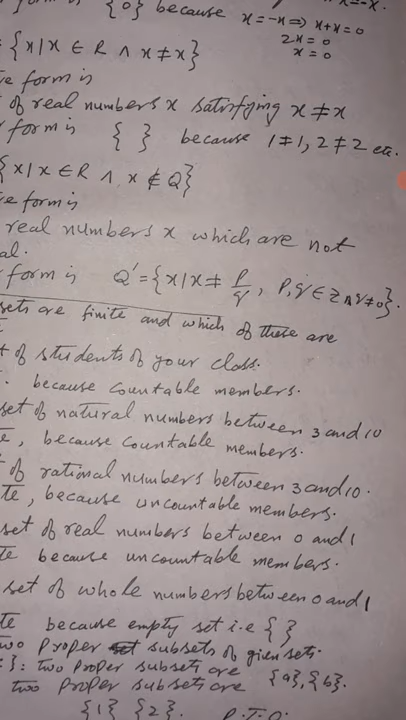 {0} because x = -x ⇒ x+x=0
2x = 0
x = 0
= {x | x ∈ R ∧ x ≠ x}
form is
of real numbers x satisfying x ≠ x
form is { } because 1 ≠ 1, 2 ≠ 2 etc.
{x | x ∈ R ∧ x ∉ Q}
form is
real numbers x which are not
al.
form is Q' = {x | x ≠ p/q, p, q ∈ Z ∧ q ≠ 0}.
sets are finite and which of these are
of students of your class.
because countable members.
set of natural numbers between 3 and 10
te, because countable members.
of rational numbers between 3 and 10.
te, because uncountable members.
set of real numbers between 0 and 1
te because uncountable members.
set of whole numbers between 0 and 1
te because empty set i.e { }
two proper subsets of given sets.
}: two proper subsets are {a}, {b}.
two proper subsets are
{1} {2}. P.T.O.